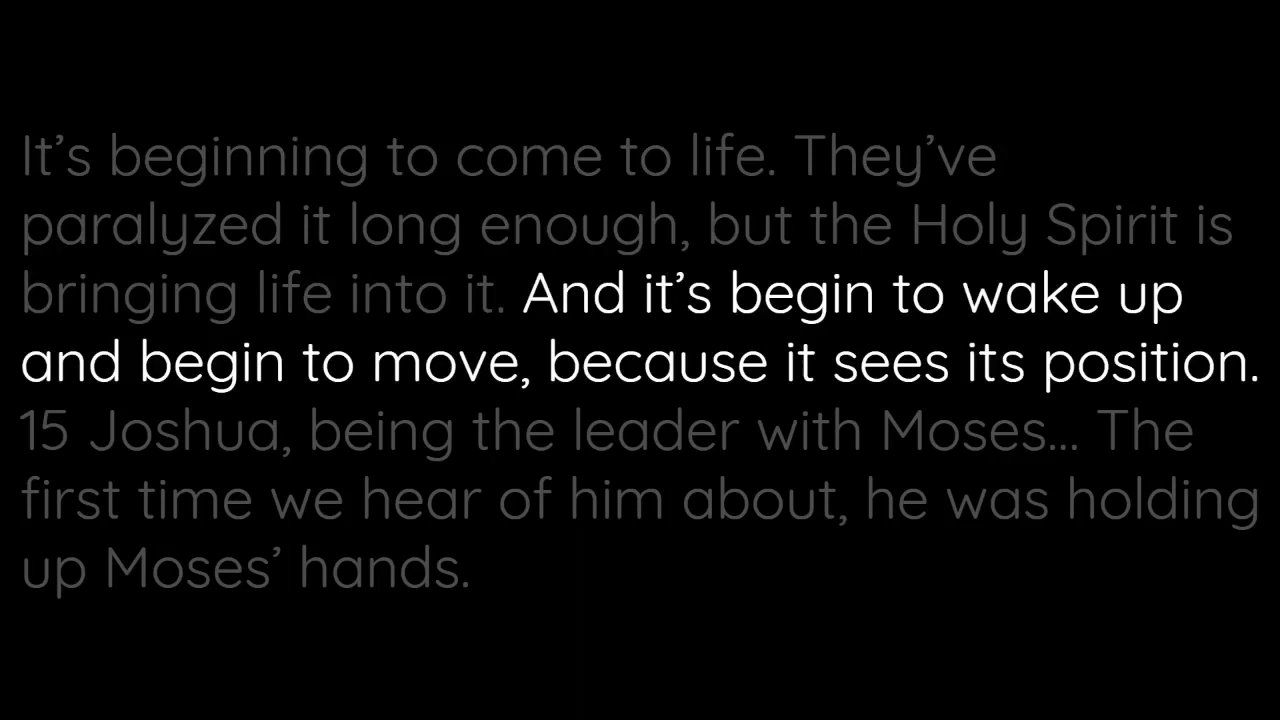 It’s beginning to come to life. They’ve
paralyzed it long enough, but the Holy Spirit is
bringing life into it. And it’s begin to wake up
and begin to move, because it sees its position.
15 Joshua, being the leader with Moses... The
first time we hear of him about, he was holding
up Moses’ hands.